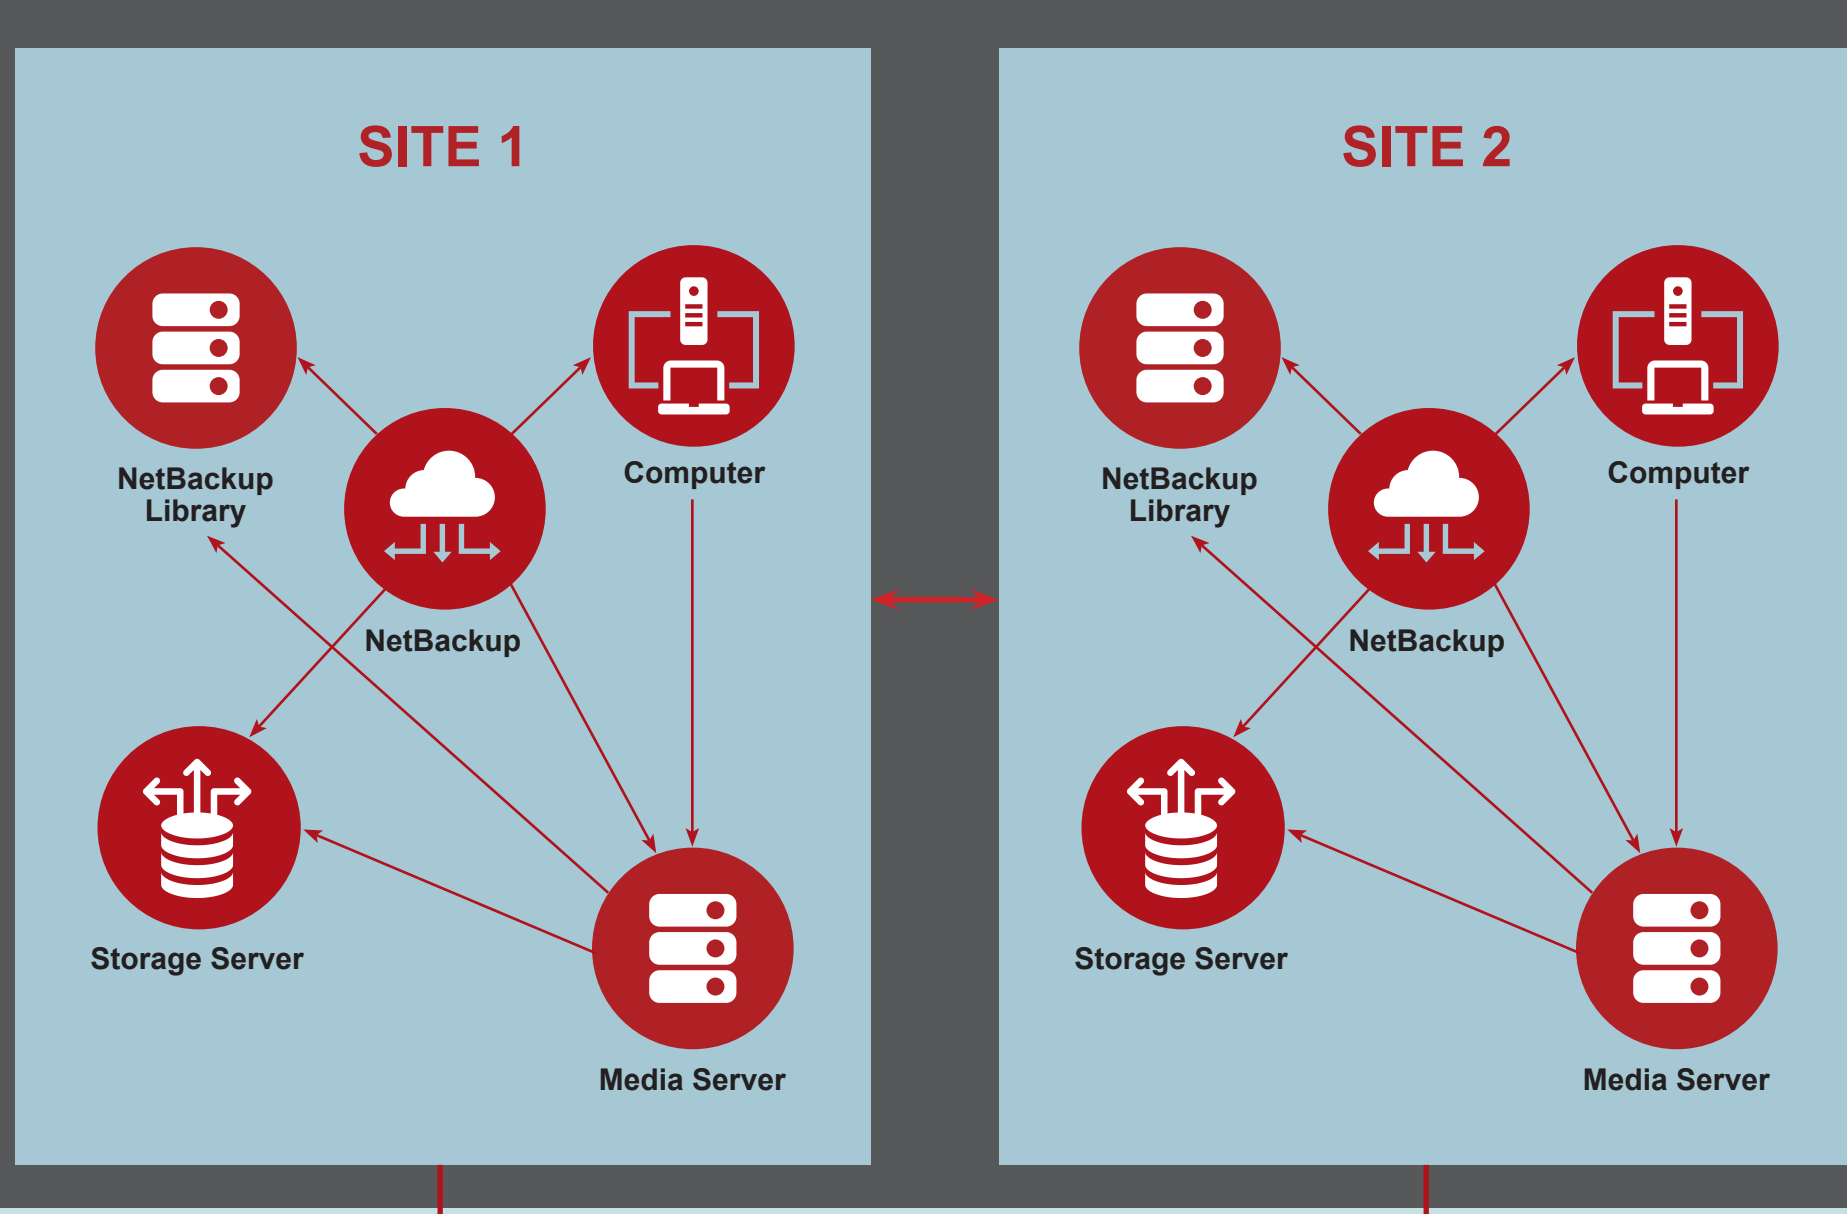 SITE 1
NetBackup
Library
Computer
NetBackup
Storage Server
Media Server
SITE 2
NetBackup
Library
Computer
NetBackup
Storage Server
Media Server